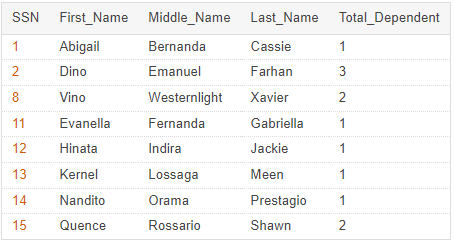 SSN First_Name Middle_Name Last_Name Total_Dependent
1 Abigail Bernanda Cassie 1
2 Dino Emanuel Farhan 3
8 Vino Westernlight Xavier 2
11 Evanella Fernanda Gabriella 1
12 Hinata Indira Jackie 1
13 Kernel Lossaga Meen 1
14 Nandito Orama Prestagio 1
15 Quence Rossario Shawn 2